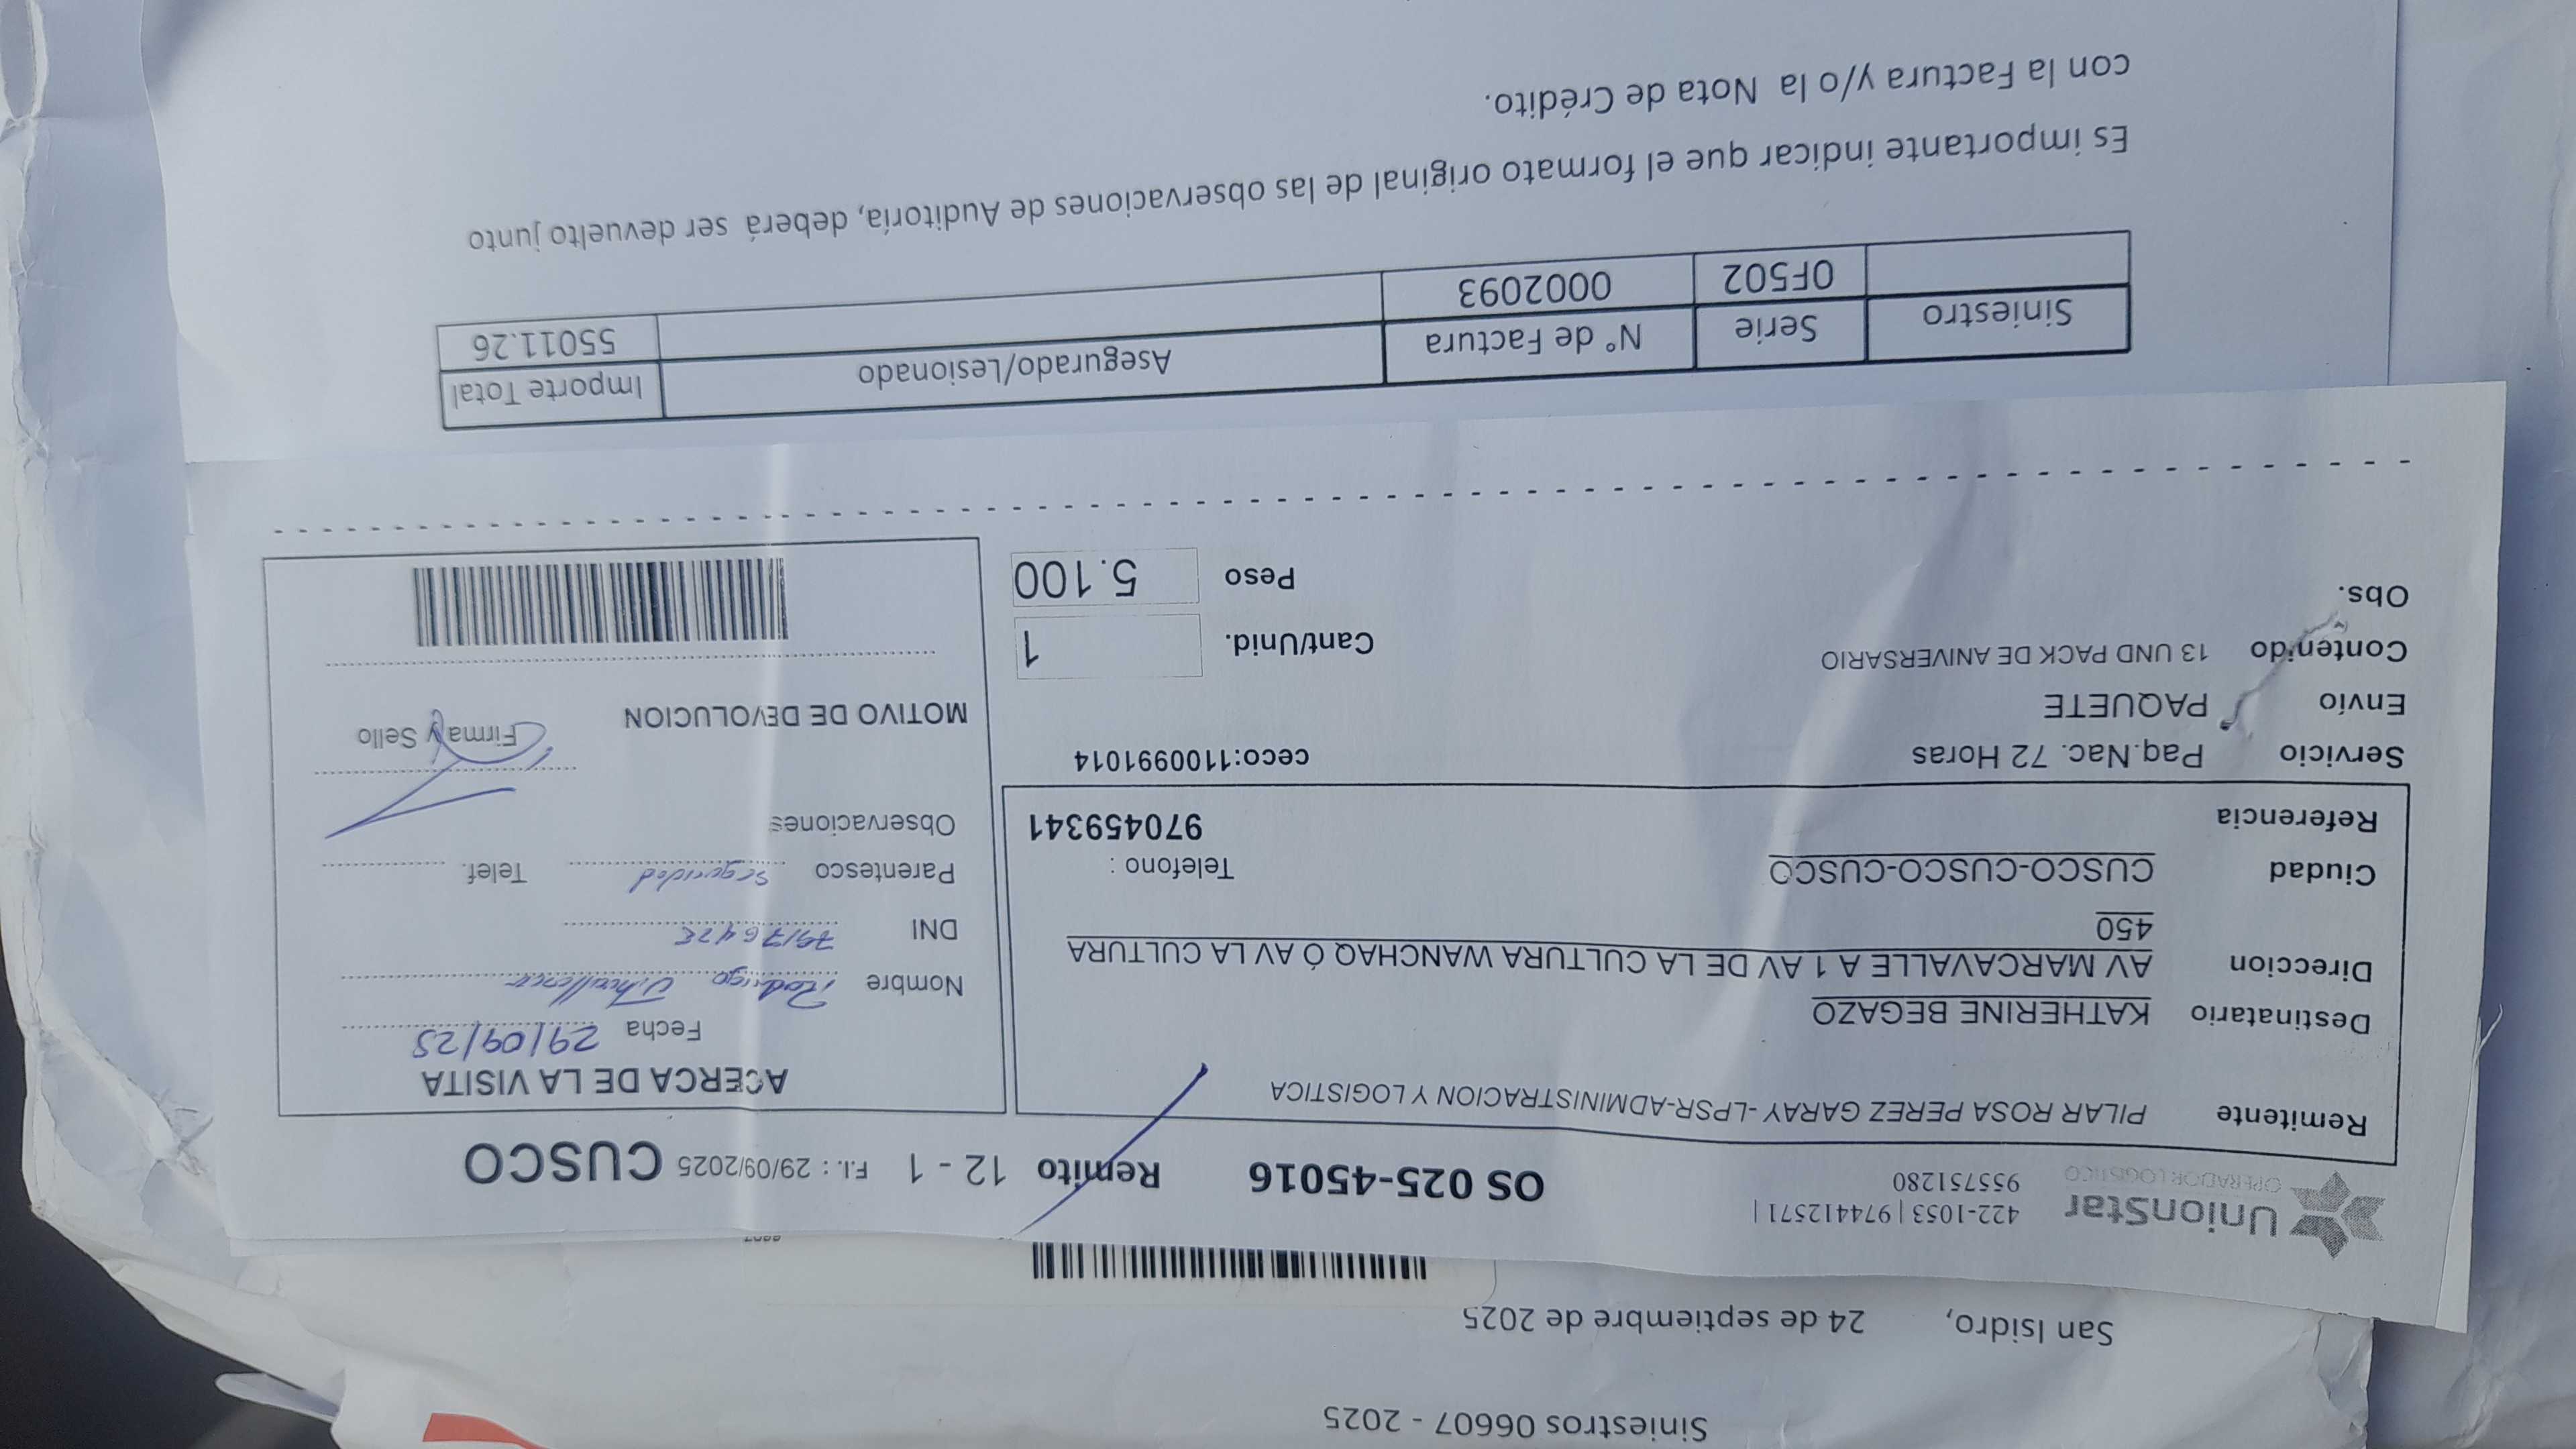 Siniestros 06607 - 2025
San Isidro, 24 de septiembre de 2025
UnionStar
OPERADOR LOGISTICO
422-1053 | 974412571 |
955751280
OS 025-45016
Remito 12 - 1 F.I. : 29/09/2025 CUSCO
Remitente PILAR ROSA PEREZ GARAY -LPSR-ADMINISTRACION Y LOGISTICA
Destinatario KATHERINE BEGAZO
Direccion AV MARCAVALLE A 1 AV DE LA CULTURA WANCHAQ Ó AV LA CULTURA
450
Ciudad CUSCO-CUSCO-CUSCO
Telefono :
970459341
Referencia
Servicio Paq.Nac. 72 Horas
ceco:1100991014
Envío PAQUETE
Contenido 13 UND PACK DE ANIVERSARIO
Cant/Unid. 1
Obs.
Peso 5.100
ACERCA DE LA VISITA
Fecha 29/09/25
Nombre Rodrigo
DNI
Parentesco seguridad Telef.
Observaciones
Firma y Sello
MOTIVO DE DEVOLUCION
Siniestro Serie N° de Factura Asegurado/Lesionado Importe Total
0F502 0002093 55011.26
Es importante indicar que el formato original de las observaciones de Auditoría, deberá ser devuelto junto
con la Factura y/o la Nota de Crédito.